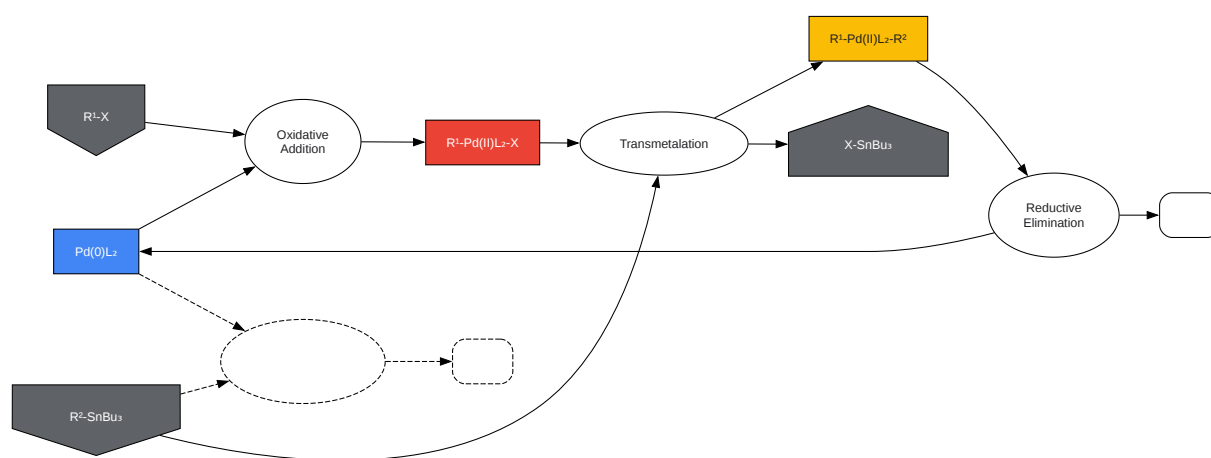 R¹-Pd(II)L₂-R²
R¹-X
Oxidative
Addition
R¹-Pd(II)L₂-X
Transmetalation
X-SnBu₃
Reductive
Elimination
Pd(0)L₂
R²-SnBu₃